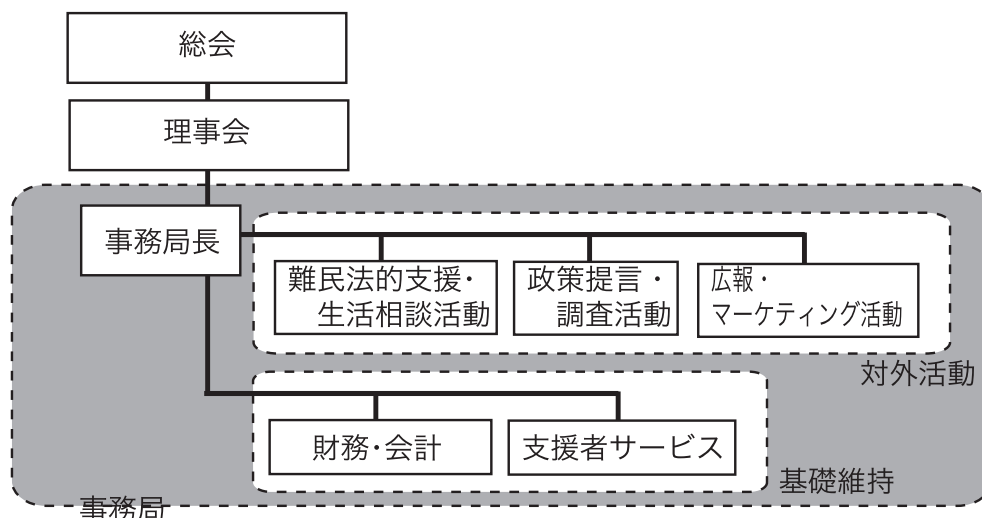 総会
理事会
事務局長
難民法的支援・
生活相談活動
政策提言・
調査活動
広報・
マーケティング活動
対外活動
財務・会計
支援者サービス
基礎維持
事務局